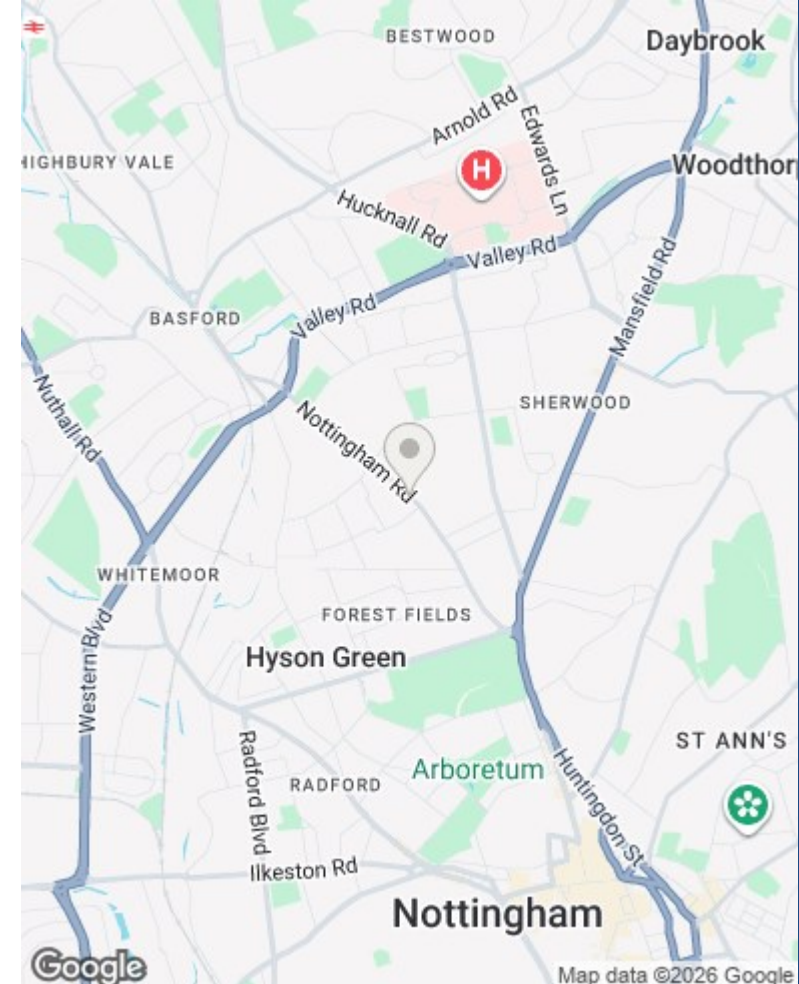 BESTWOOD
Daybrook
Arnold Rd
Edwards Ln
HIGHBURY VALE
H
Woodthor
Hucknall Rd
Valley Rd
Mansfield Rd
BASFORD
Valley Rd
Nuthall Rd
SHERWOOD
Nottingham Rd
WHITEMOOR
FOREST FIELDS
Hyson Green
Western Blvd
ST ANN'S
Radford Blvd
Arboretum
RADFORD
Huntingdon St
Ilkeston Rd
Nottingham
Google
Map data ©2026 Google